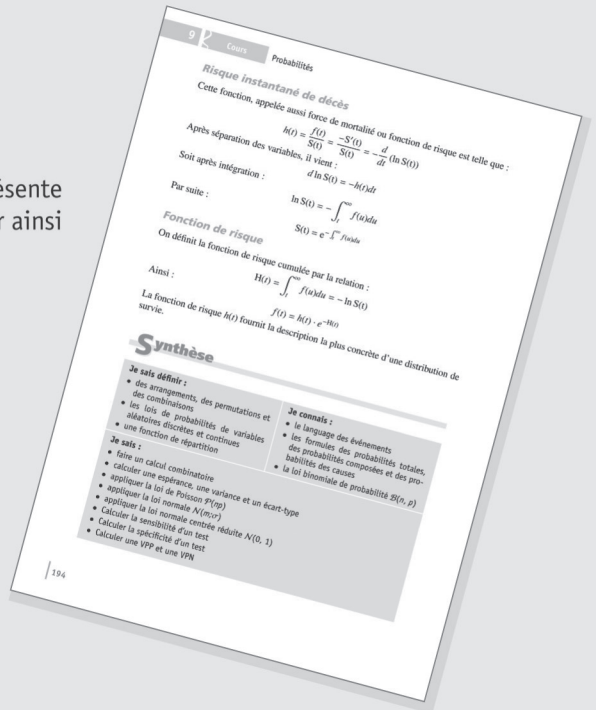 ésente
r ainsi
9 Cours Probabilités
Risque instantané de décès
Cette fonction, appelée aussi force de mortalité ou fonction de risque est telle que :
h(t) = f(t)/S(t) = -S'(t)/S(t) = -d/dt (ln S(t))
Après séparation des variables, il vient :
d ln S(t) = -h(t)dt
Soit après intégration :
ln S(t) = - ∫_t^∞ f(u)du
Par suite :
S(t) = e^{-∫_t^∞ f(u)du}
Fonction de risque
On définit la fonction de risque cumulée par la relation :
H(t) = ∫_t^∞ f(u)du = - ln S(t)
Ainsi :
f(t) = h(t) · e^{-H(t)}
La fonction de risque h(t) fournit la description la plus concrète d'une distribution de
survie.
Synthèse
Je sais définir :
• des arrangements, des permutations et
des combinaisons
• les lois de probabilités de variables
aléatoires discrètes et continues
• une fonction de répartition
Je connais :
• le language des événements
• les formules des probabilités totales,
des probabilités composées et des pro-
babilités des causes
• la loi binomiale de probabilité B(n, p)
Je sais :
• faire un calcul combinatoire
• calculer une espérance, une variance et un écart-type
• appliquer la loi de Poisson P(np)
• appliquer la loi normale N(m;σ)
• appliquer la loi normale centrée réduite N(0, 1)
• Calculer la sensibilité d'un test
• Calculer la spécificité d'un test
• Calculer une VPP et une VPN
194